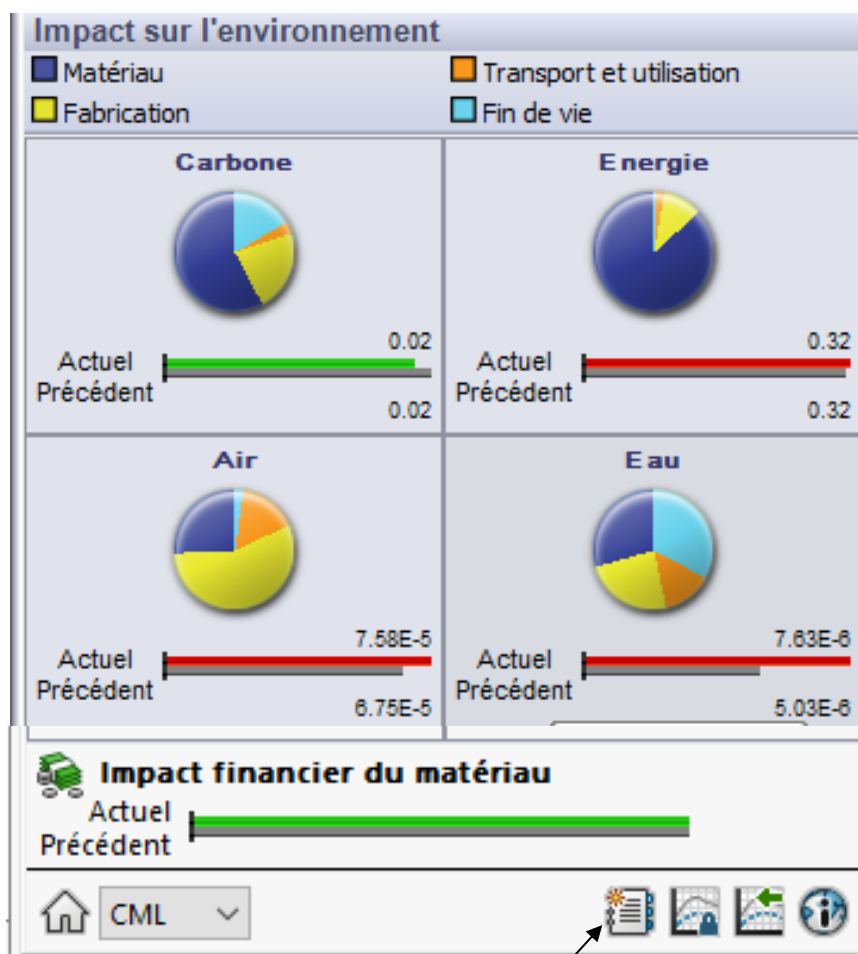 Impact sur l'environnement
Matériau
Transport et utilisation
Fabrication
Fin de vie
Carbone
Energie
0.02
Actuel
Précédent
0.02
0.32
Actuel
Précédent
0.32
Air
Eau
7.58E-5
Actuel
Précédent
6.75E-5
7.63E-6
Actuel
Précédent
5.03E-6
Impact financier du matériau
Actuel
Précédent
CML